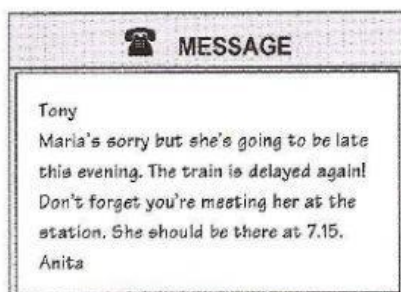 MESSAGE
Tony
Maria's sorry but she's going to be late
this evening. The train is delayed again!
Don't forget you're meeting her at the
station. She should be there at 7.15.
Anita